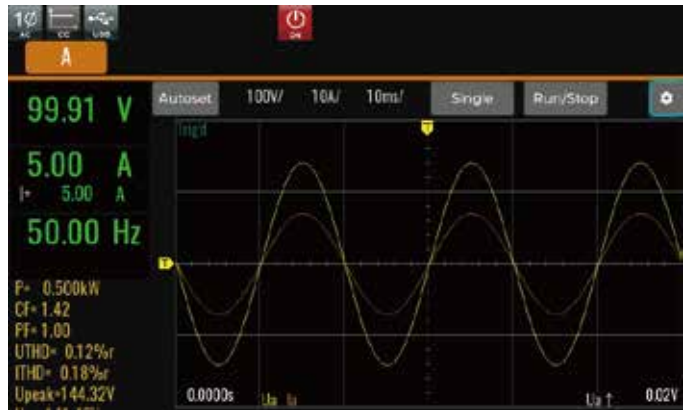 1Ø
AC
CC
USB
ON
A
99.91 V
Autoset 100V/ 10A/ 10ms/ Single Run/Stop
Trig'd
5.00 A
I= 5.00 A
50.00 Hz
P= 0.500kW
CF= 1.42
PF= 1.00
UTHD= 0.12%r
ITHD= 0.18%r
Upeak=144.32V
0.0000s Ua Ia Ua↑ 0.02V